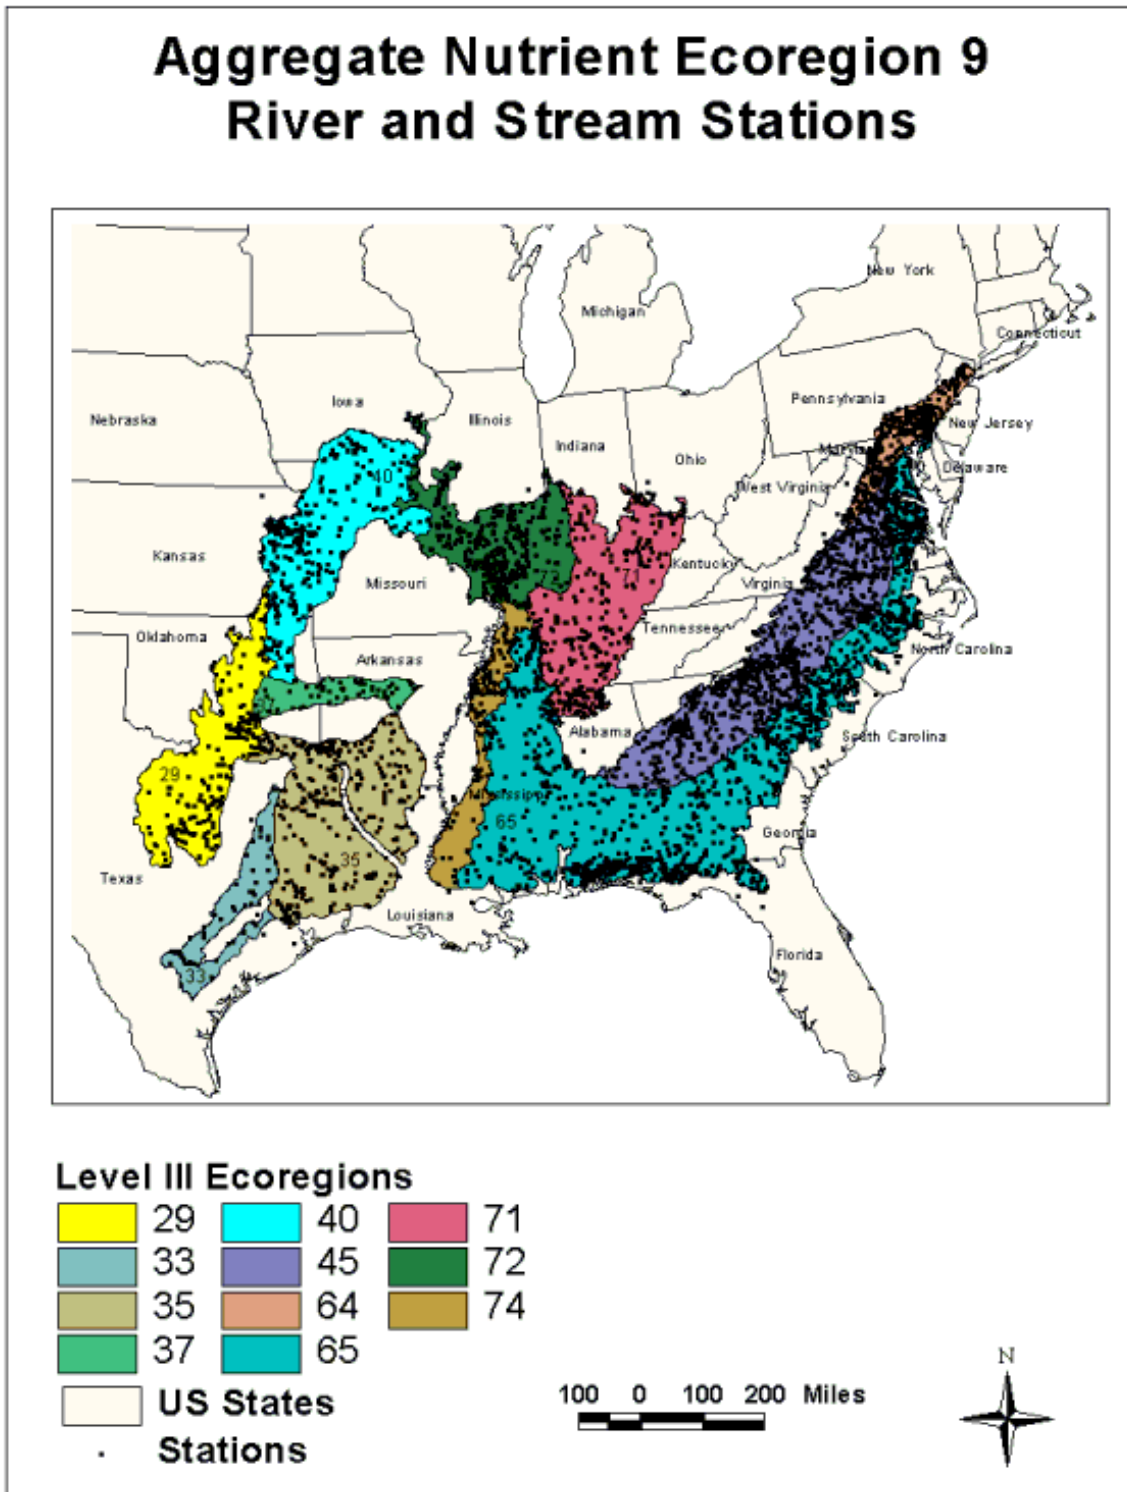 Aggregate Nutrient Ecoregion 9
River and Stream Stations
New York
Michigan
Connecticut
Nebraska
Iowa
Illinois
Pennsylvania
New Jersey
Indiana
Ohio
Delaware
40
West Virginia
Kansas
Missouri
72
71
Kentucky
Virginia
Oklahoma
Arkansas
Tennessee
North Carolina
Alabama
South Carolina
29
Mississippi
65
Georgia
Texas
35
Louisiana
33
Florida
Level III Ecoregions
29 40 71
33 45 72
35 64 74
37 65
US States
Stations
100 0 100 200 Miles
N